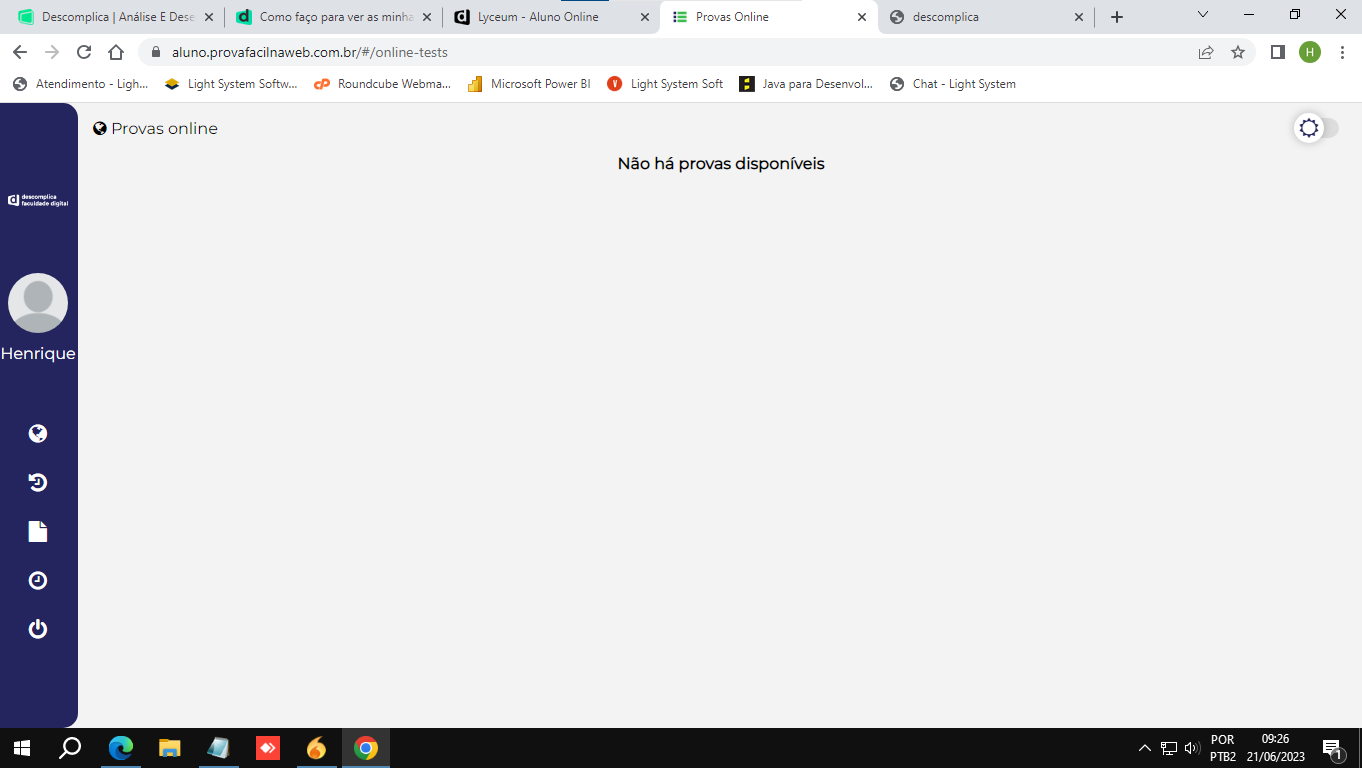 Descomplica | Análise E Dese
Como faço para ver as minha
Lyceum - Aluno Online
Provas Online
descomplica
aluno.provafacilnaweb.com.br/#/online-tests
H
Atendimento - Ligh...
Light System Softw...
Roundcube Webma...
Microsoft Power BI
Light System Soft
Java para Desenvol...
Chat - Light System
Provas online
Não há provas disponíveis
descomplica
faculdade digital
Henrique
POR
PTB2
09:26
21/06/2023
1